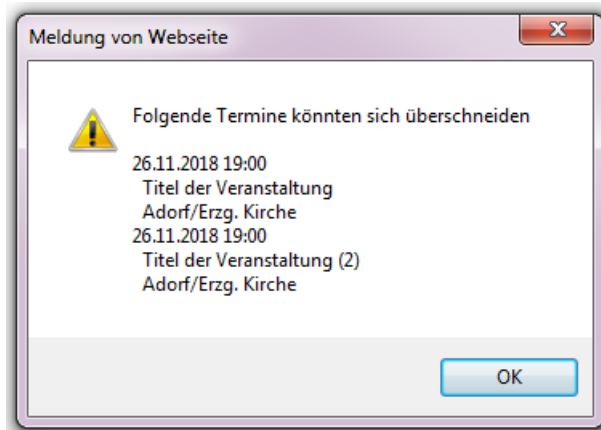 Meldung von Webseite
Folgende Termine könnten sich überschneiden
26.11.2018 19:00
Titel der Veranstaltung
Adorf/Erzg. Kirche
26.11.2018 19:00
Titel der Veranstaltung (2)
Adorf/Erzg. Kirche
OK